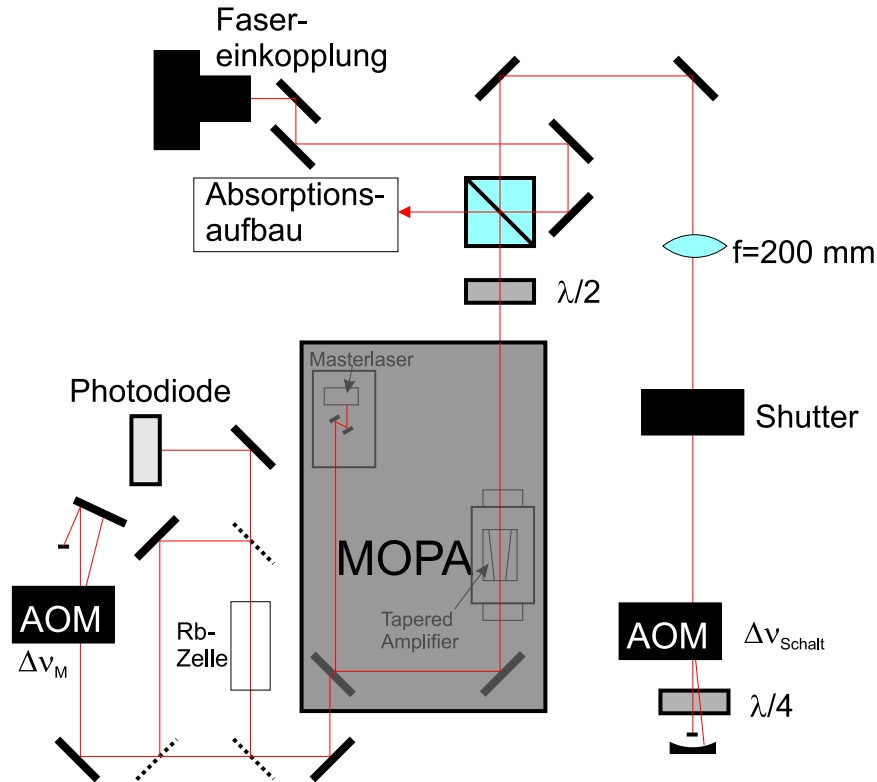 Faser-
einkopplung
Absorptions-
aufbau
f=200 mm
λ/2
Masterlaser
Photodiode
Shutter
MOPA
AOM
Δν_M
Rb-
Zelle
Tapered
Amplifier
AOM
Δν_Schalt
λ/4